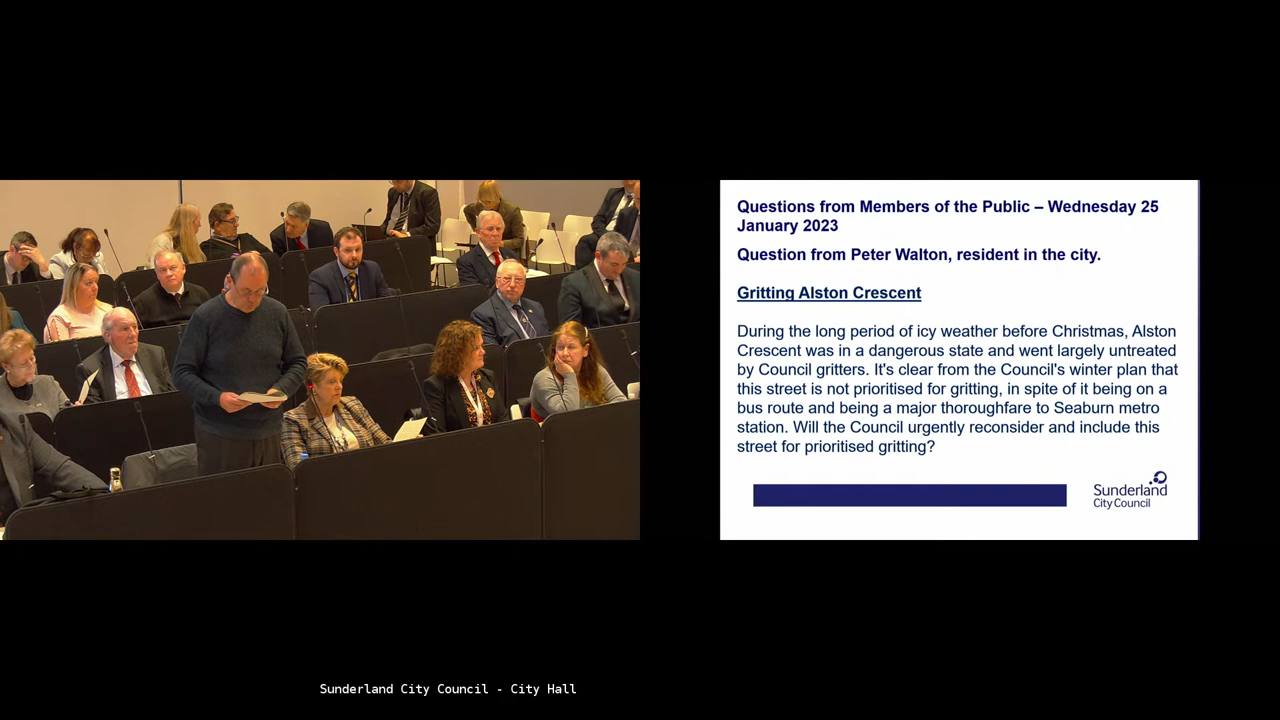 Questions from Members of the Public – Wednesday 25
January 2023
Question from Peter Walton, resident in the city.
Gritting Alston Crescent
During the long period of icy weather before Christmas, Alston
Crescent was in a dangerous state and went largely untreated
by Council gritters. It's clear from the Council's winter plan that
this street is not prioritised for gritting, in spite of it being on a
bus route and being a major thoroughfare to Seaburn metro
station. Will the Council urgently reconsider and include this
street for prioritised gritting?
Sunderland
City Council
Sunderland City Council - City Hall